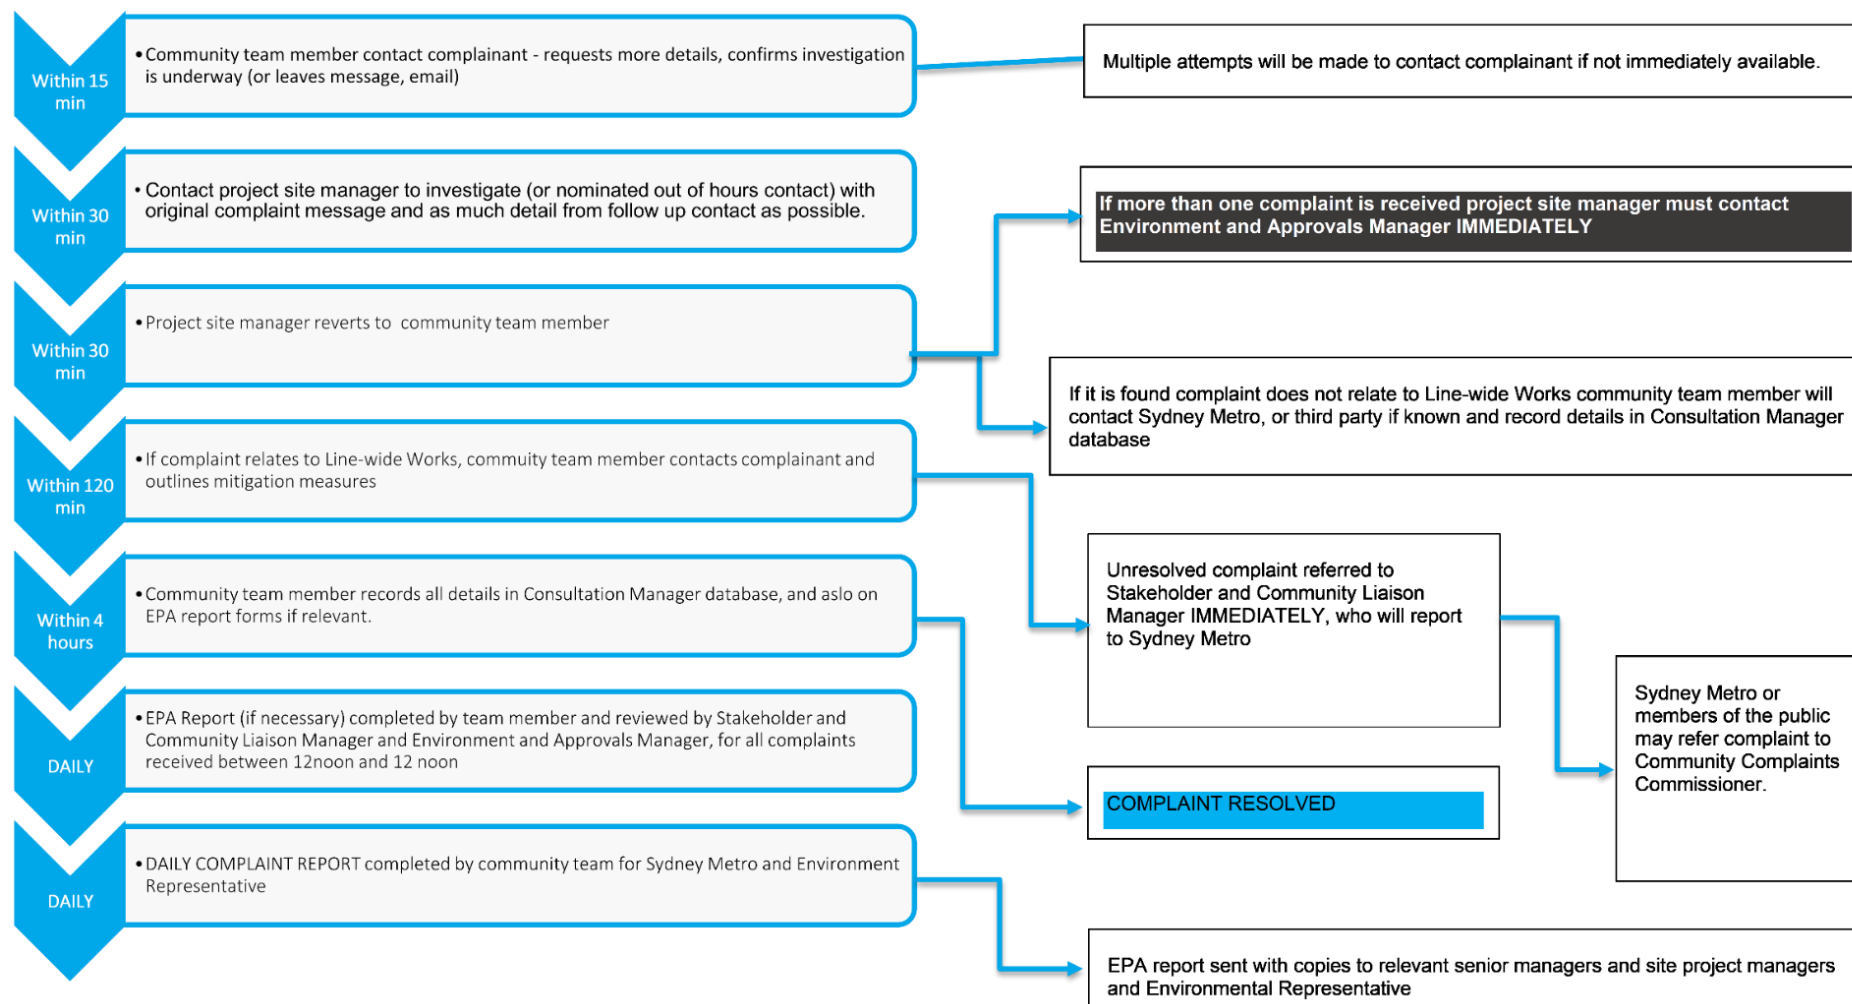 Within 15
min
•Community team member contact complainant - requests more details, confirms investigation
is underway (or leaves message, email)
Multiple attempts will be made to contact complainant if not immediately available.
Within 30
min
• Contact project site manager to investigate (or nominated out of hours contact) with
original complaint message and as much detail from follow up contact as possible.
If more than one complaint is received project site manager must contact
Environment and Approvals Manager IMMEDIATELY
Within 30
min
•Project site manager reverts to  community team member
If it is found complaint does not relate to Line-wide Works community team member will
contact Sydney Metro, or third party if known and record details in Consultation Manager
database
Within 120
min
•If complaint relates to Line-wide Works, commuity team member contacts complainant and
outlines mitigation measures
Unresolved complaint referred to
Stakeholder and Community Liaison
Manager IMMEDIATELY, who will report
to Sydney Metro
Sydney Metro or
members of the public
may refer complaint to
Community Complaints
Commissioner.
Within 4
hours
•Community team member records all details in Consultation Manager database, and aslo on
EPA report forms if relevant.
COMPLAINT RESOLVED
DAILY
•EPA Report (if necessary) completed by team member and reviewed by Stakeholder and
Community Liaison Manager and Environment and Approvals Manager, for all complaints
received between 12noon and 12 noon
DAILY
•DAILY COMPLAINT REPORT completed by community team for Sydney Metro and Environment
Representative
EPA report sent with copies to relevant senior managers and site project managers
and Environmental Representative